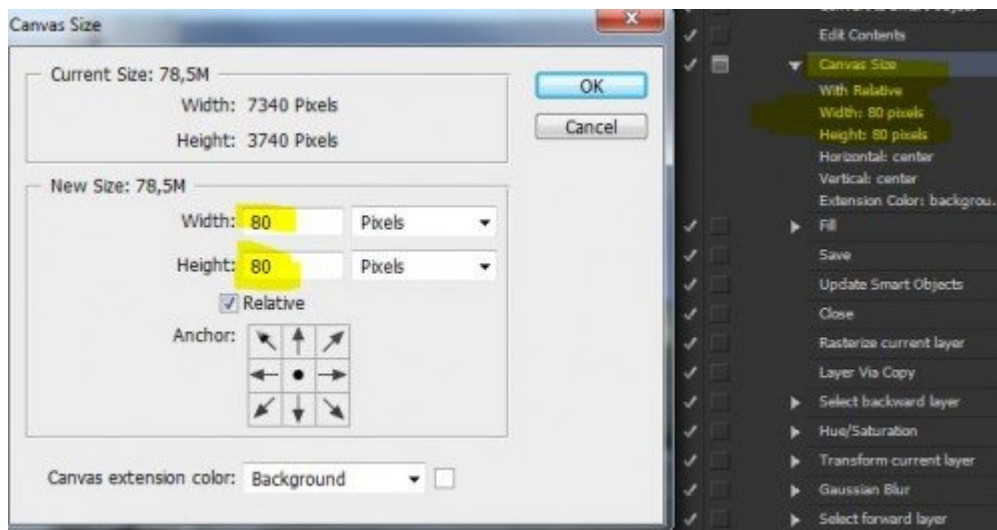 Canvas Size
Current Size: 78,5M
Width: 7340 Pixels
Height: 3740 Pixels
OK
Cancel
New Size: 78,5M
Width: 80 Pixels
Height: 80 Pixels
Relative
Anchor:
Canvas extension color: Background
Edit Contents
Canvas Size
With Relative
Width: 80 pixels
Height: 80 pixels
Horizontal: center
Vertical: center
Extension Color: backgrou...
Fill
Save
Update Smart Objects
Close
Rasterize current layer
Layer Via Copy
Select backward layer
Hue/Saturation
Transform current layer
Gaussian Blur
Select forward layer